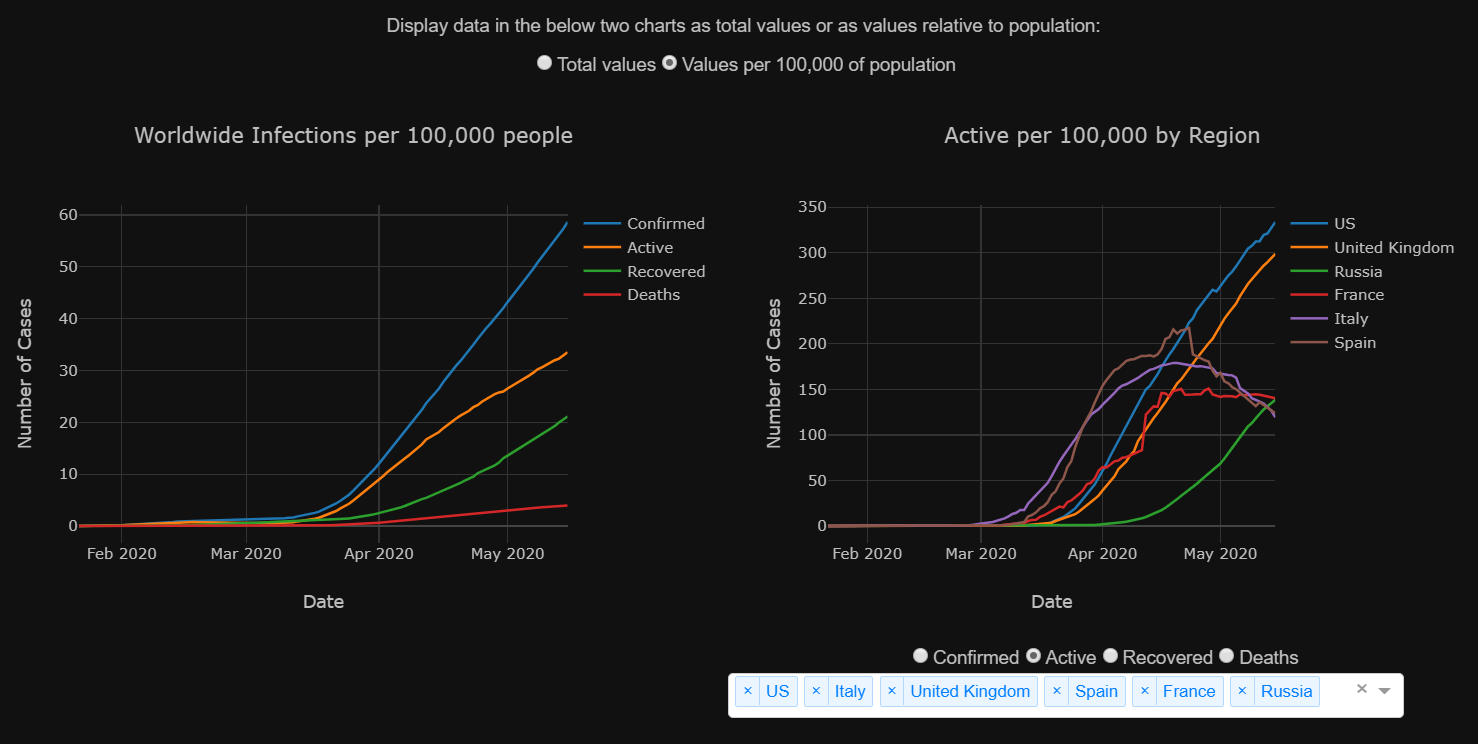 Display data in the below two charts as total values or as values relative to population:
Total values Values per 100,000 of population
Worldwide Infections per 100,000 people
60
50
40
30
20
10
0
Number of Cases
Feb 2020 Mar 2020 Apr 2020 May 2020
Date
Confirmed
Active
Recovered
Deaths
Active per 100,000 by Region
350
300
250
200
150
100
50
0
Number of Cases
Feb 2020 Mar 2020 Apr 2020 May 2020
Date
US
United Kingdom
Russia
France
Italy
Spain
Confirmed Active Recovered Deaths
× US × Italy × United Kingdom × Spain × France × Russia ×